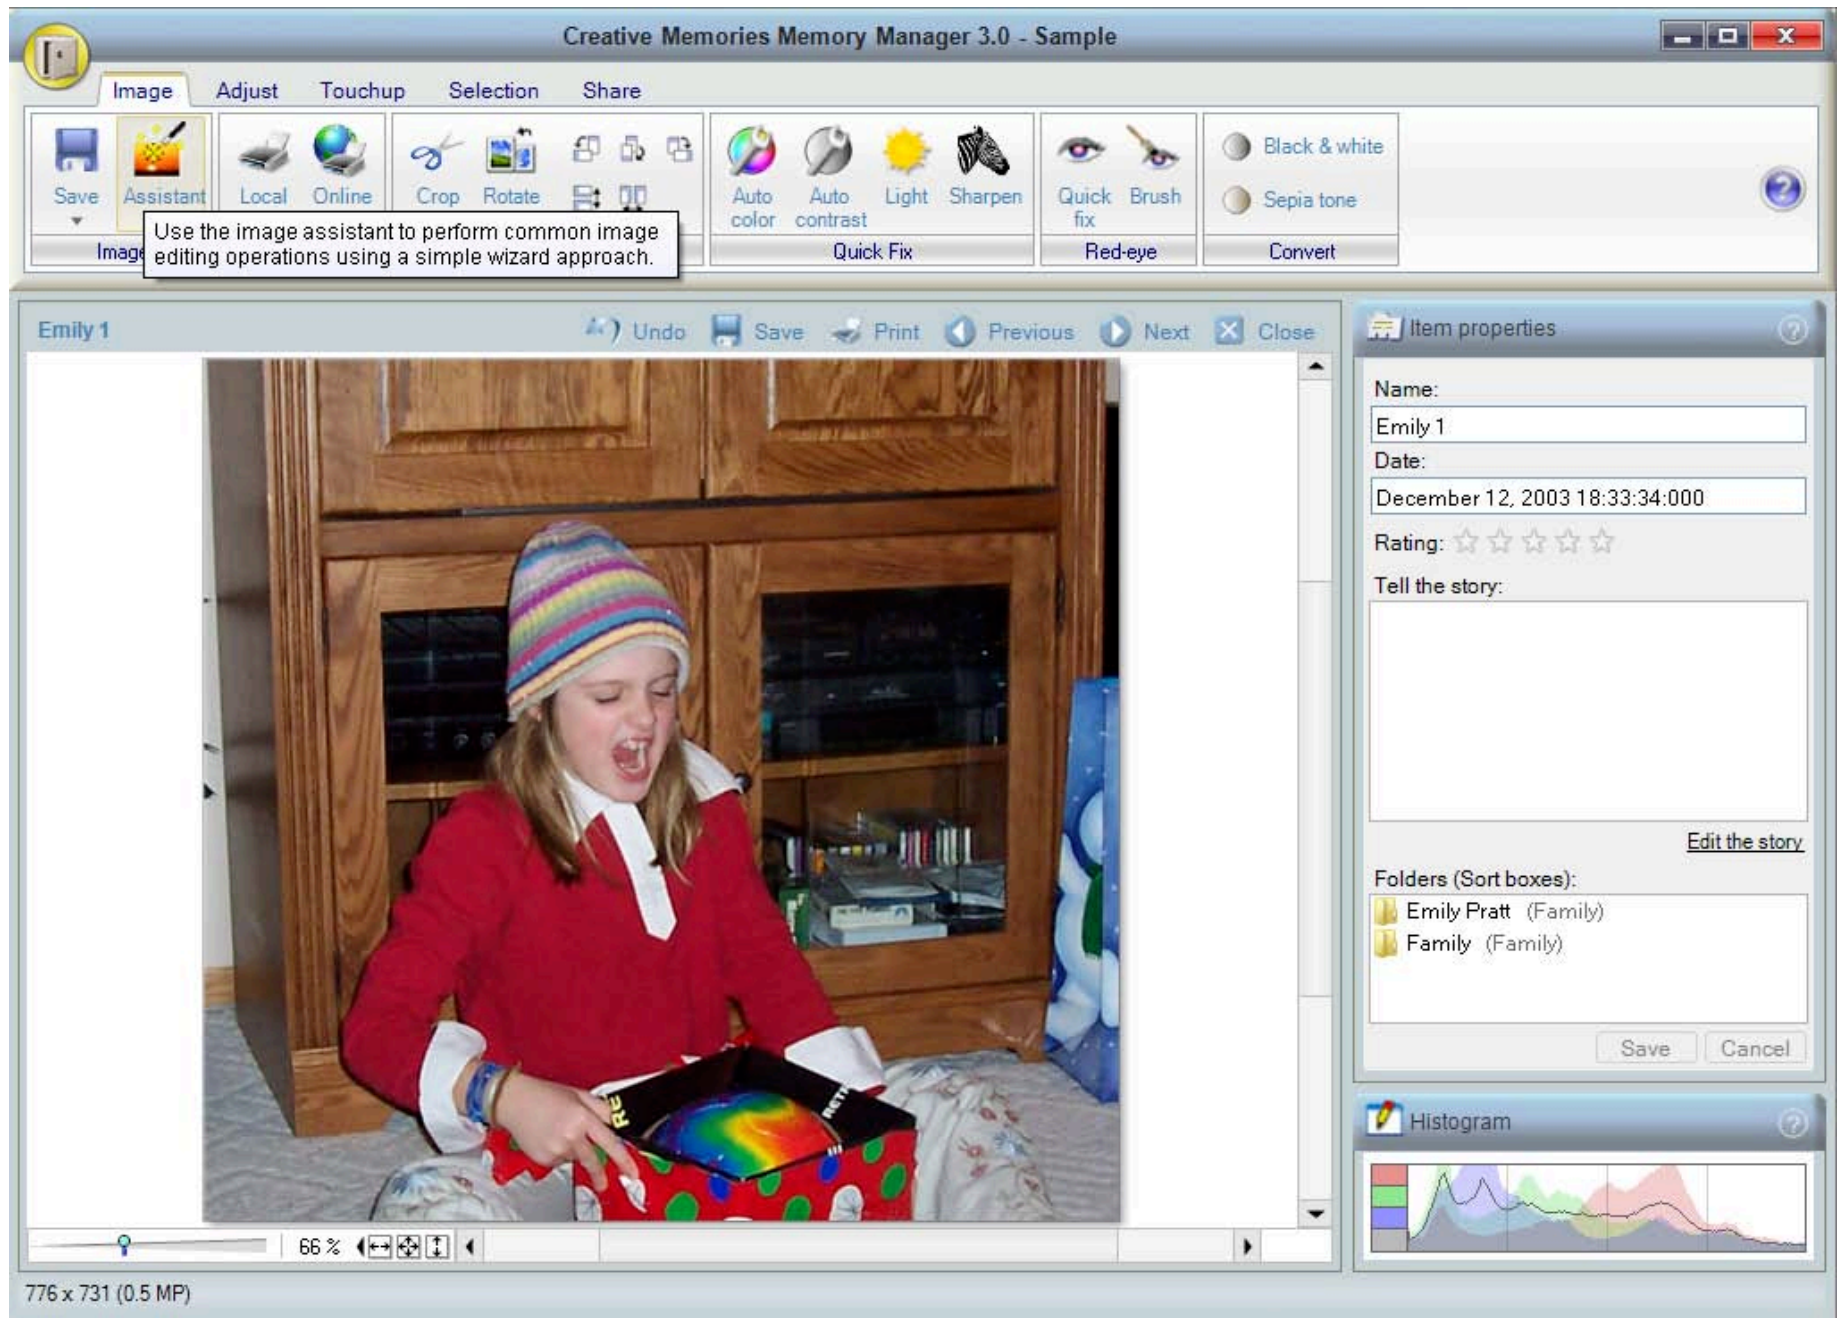 Creative Memories Memory Manager 3.0 - Sample
Image Adjust Touchup Selection Share
Save Assistant Local Online Crop Rotate Auto color Auto contrast Light Sharpen Quick fix Brush Black & white
Sepia tone
Use the image assistant to perform common image
editing operations using a simple wizard approach.
Image Quick Fix Red-eye Convert
Emily 1 Undo Save Print Previous Next Close
Item properties
Name:
Emily 1
Date:
December 12, 2003 18:33:34:000
Rating:
Tell the story:
Edit the story
Folders (Sort boxes):
Emily Pratt (Family)
Family (Family)
Save Cancel
Histogram
66 %
776 x 731 (0.5 MP)